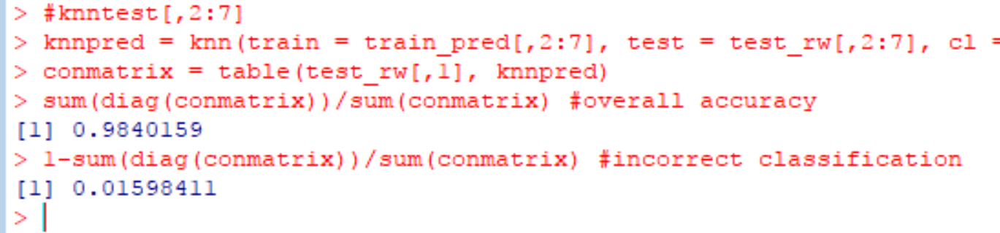 > #knntest[,2:7]
> knnpred = knn(train = train_pred[,2:7], test = test_rw[,2:7], cl =
> conmatrix = table(test_rw[,1], knnpred)
> sum(diag(conmatrix))/sum(conmatrix) #overall accuracy
[1] 0.9840159
> 1-sum(diag(conmatrix))/sum(conmatrix) #incorrect classification
[1] 0.01598411
>